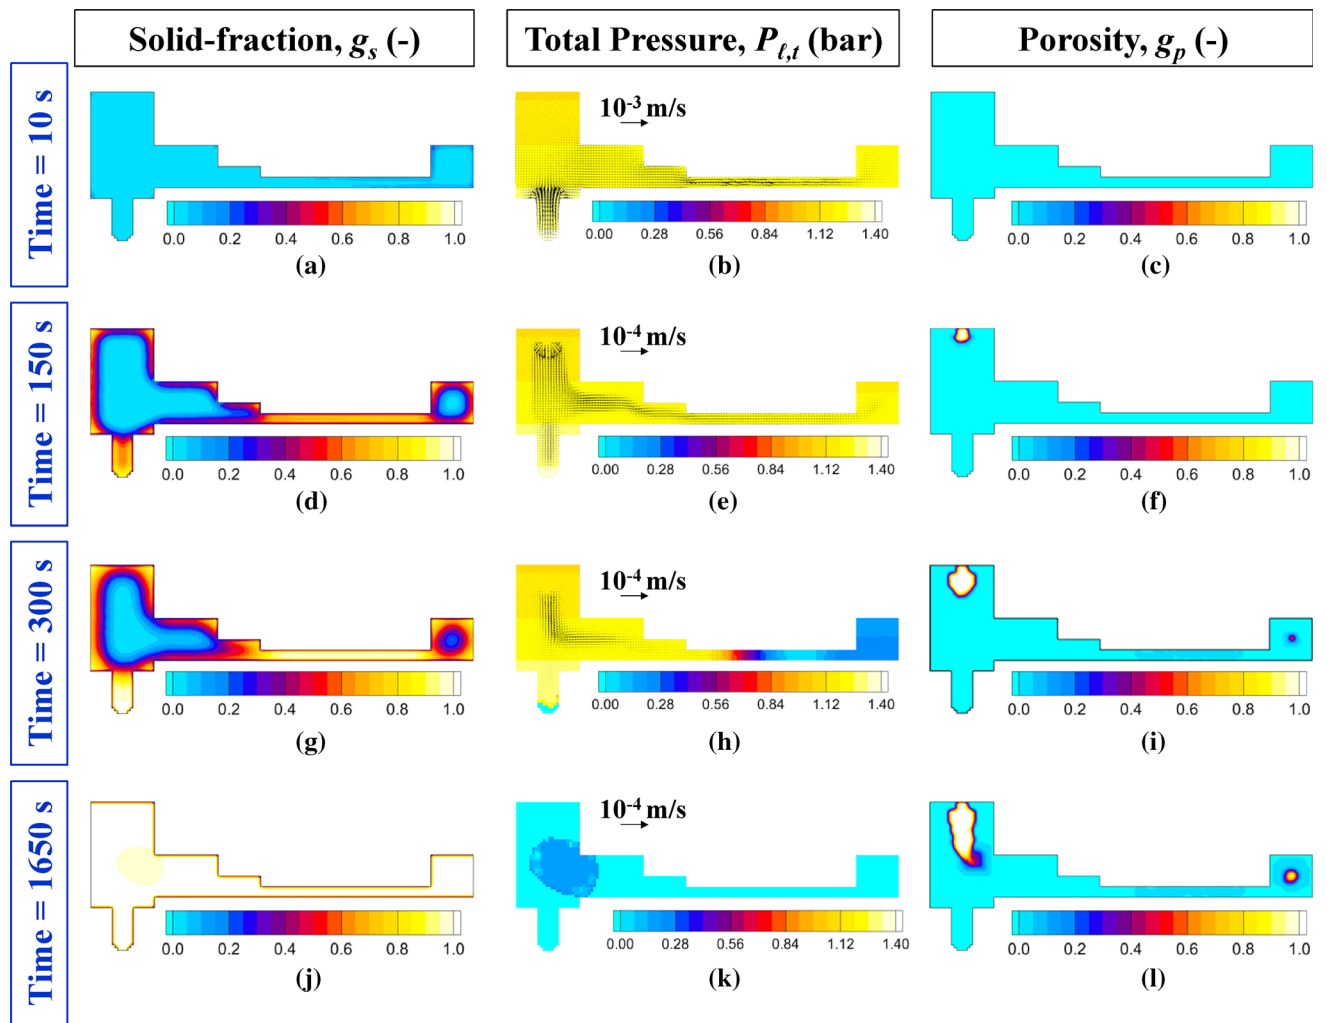 Solid-fraction, gs (-)
Total Pressure, Pℓ,t (bar)
Porosity, gp (-)
Time = 10 s
10-3 m/s
0.0 0.2 0.4 0.6 0.8 1.0
0.00 0.28 0.56 0.84 1.12 1.40
0.0 0.2 0.4 0.6 0.8 1.0
(a)
(b)
(c)
Time = 150 s
10-4 m/s
0.0 0.2 0.4 0.6 0.8 1.0
0.00 0.28 0.56 0.84 1.12 1.40
0.0 0.2 0.4 0.6 0.8 1.0
(d)
(e)
(f)
Time = 300 s
10-4 m/s
0.0 0.2 0.4 0.6 0.8 1.0
0.00 0.28 0.56 0.84 1.12 1.40
0.0 0.2 0.4 0.6 0.8 1.0
(g)
(h)
(i)
Time = 1650 s
10-4 m/s
0.0 0.2 0.4 0.6 0.8 1.0
0.00 0.28 0.56 0.84 1.12 1.40
0.0 0.2 0.4 0.6 0.8 1.0
(j)
(k)
(l)